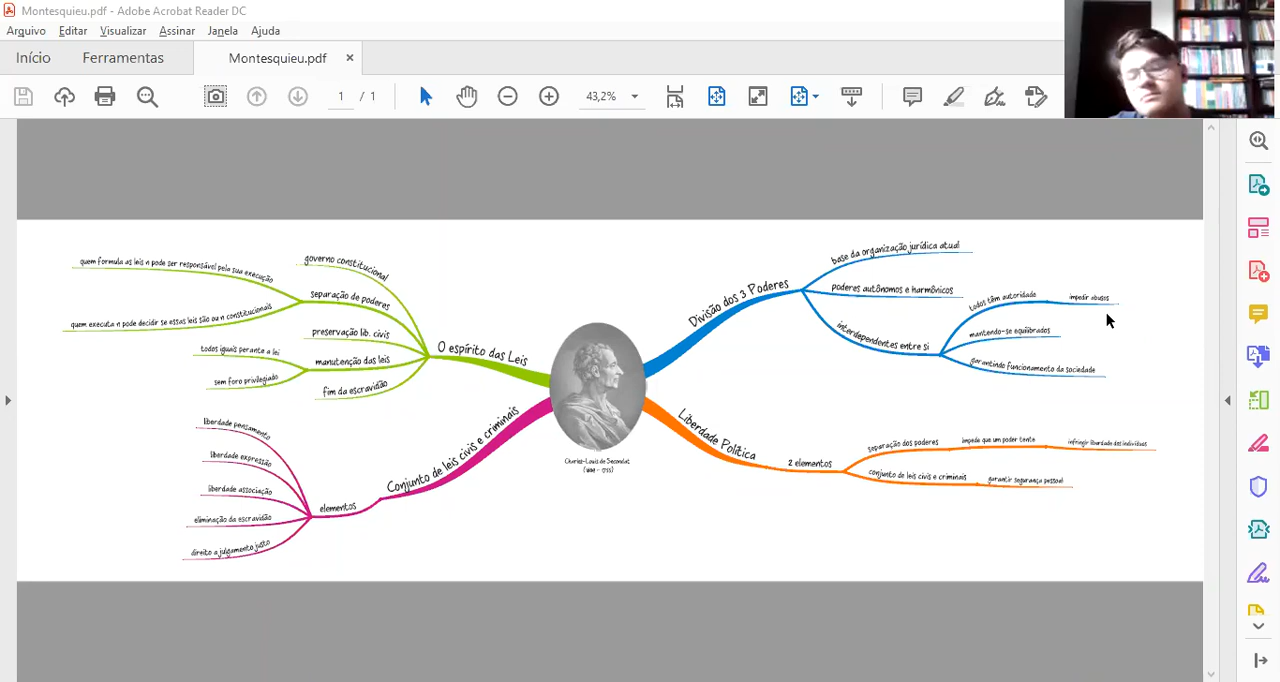 Montesquieu.pdf - Adobe Acrobat Reader DC
Arquivo Editar Visualizar Assinar Janela Ajuda
Início Ferramentas Montesquieu.pdf ×
1 / 1 43,2%
O espírito das Leis
governo constitucional
separação de poderes
quem formula as leis n pode ser responsável pela sua execução
quem executa n pode decidir se essas leis são ou n constitucionais
preservação lib. civis
manutenção das leis
todos iguais perante a lei
sem foro privilegiado
fim da escravidão
Conjunto de leis civis e criminais
elementos
liberdade pensamento
liberdade expressão
liberdade associação
eliminação da escravidão
direito a julgamento justo
Charles-Louis de Secondat
Divisão dos 3 Poderes
base da organização jurídica atual
poderes autônomos e harmônicos
interdependentes entre si
todos têm autoridade
impedir abusos
mantendo-se equilibrados
garantindo funcionamento da sociedade
Liberdade Política
2 elementos
separação dos poderes
impede que um poder tente
infringir liberdade dos indivíduos
conjunto de leis civis e criminais
garantir segurança pessoal